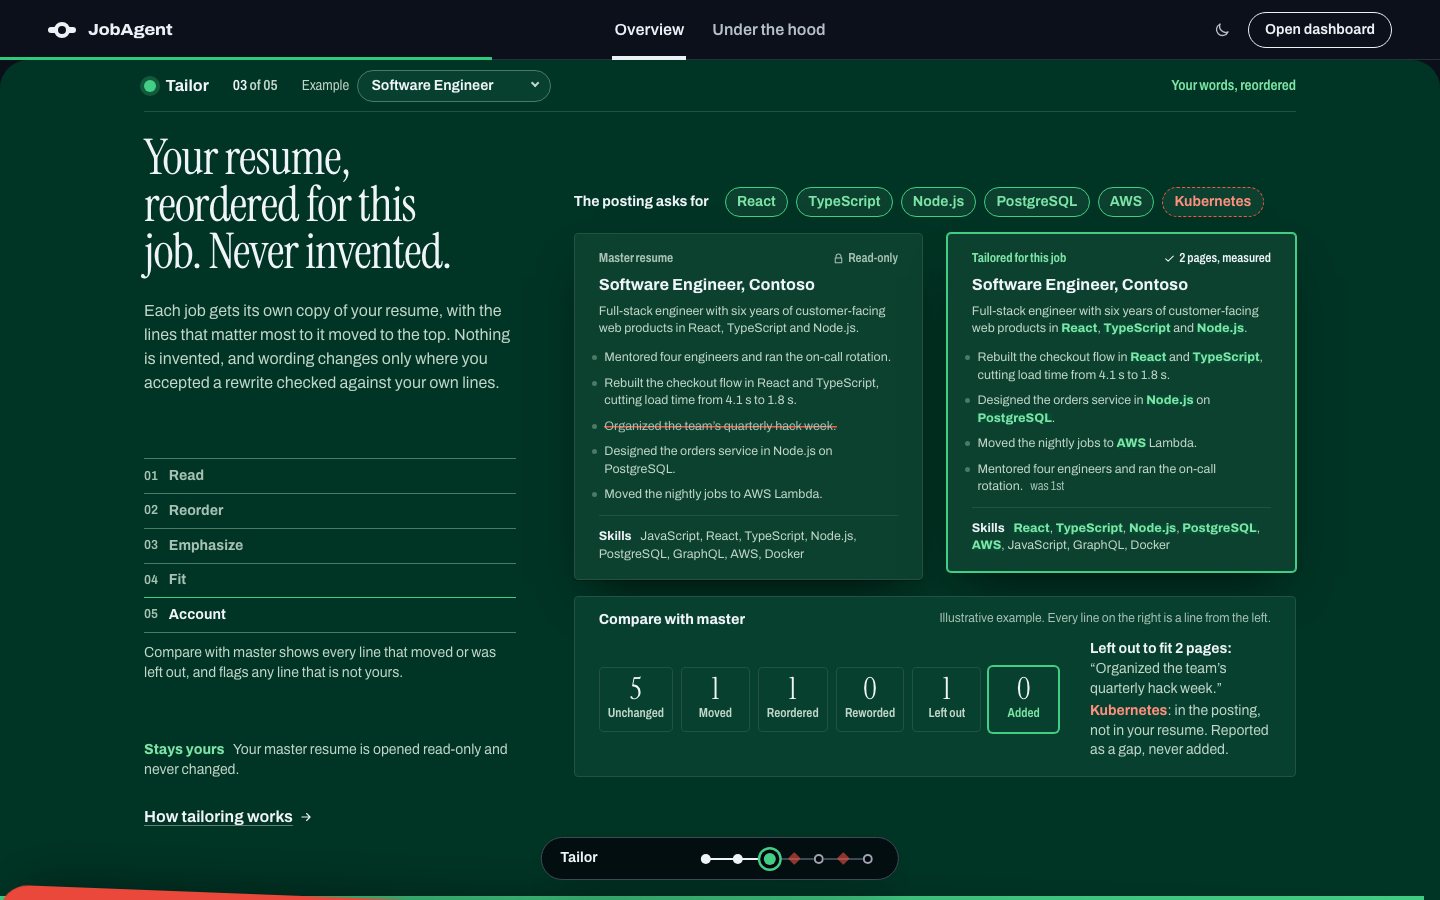 JobAgent
Overview
Under the hood
Open dashboard
Tailor
03 of 05
Example
Software Engineer
Your words, reordered
Your resume,
reordered for this
job. Never invented.
Each job gets its own copy of your resume, with the
lines that matter most to it moved to the top. Nothing
is invented, and wording changes only where you
accepted a rewrite checked against your own lines.
01 Read
02 Reorder
03 Emphasize
04 Fit
05 Account
Compare with master shows every line that moved or was
left out, and flags any line that is not yours.
Stays yours Your master resume is opened read-only and
never changed.
How tailoring works →
The posting asks for
React
TypeScript
Node.js
PostgreSQL
AWS
Kubernetes
Master resume
Read-only
Software Engineer, Contoso
Full-stack engineer with six years of customer-facing
web products in React, TypeScript and Node.js.
Mentored four engineers and ran the on-call rotation.
Rebuilt the checkout flow in React and TypeScript,
cutting load time from 4.1 s to 1.8 s.
Organized the team's quarterly hack week.
Designed the orders service in Node.js on
PostgreSQL.
Moved the nightly jobs to AWS Lambda.
Skills JavaScript, React, TypeScript, Node.js,
PostgreSQL, GraphQL, AWS, Docker
Tailored for this job
2 pages, measured
Software Engineer, Contoso
Full-stack engineer with six years of customer-facing
web products in React, TypeScript and Node.js.
Rebuilt the checkout flow in React and TypeScript,
cutting load time from 4.1 s to 1.8 s.
Designed the orders service in Node.js on
PostgreSQL.
Moved the nightly jobs to AWS Lambda.
Mentored four engineers and ran the on-call
rotation. was 1st
Skills React, TypeScript, Node.js, PostgreSQL,
AWS, JavaScript, GraphQL, Docker
Compare with master
Illustrative example. Every line on the right is a line from the left.
5 Unchanged
1 Moved
1 Reordered
0 Reworded
1 Left out
0 Added
Left out to fit 2 pages:
“Organized the team's
quarterly hack week.”
Kubernetes: in the posting,
not in your resume. Reported
as a gap, never added.
Tailor